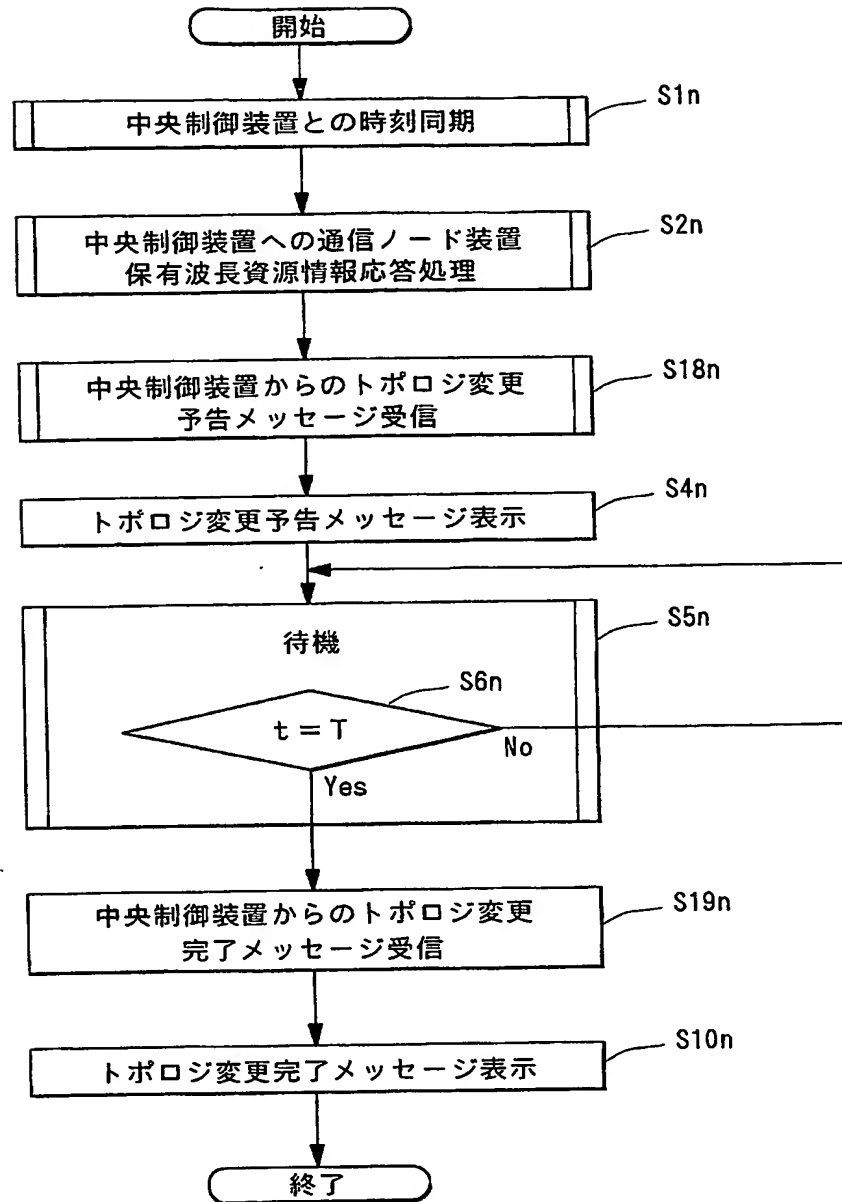 開始
中央制御装置との時刻同期
S1n
中央制御装置への通信ノード装置
保有波長資源情報応答処理
S2n
中央制御装置からのトポロジ変更
予告メッセージ受信
S18n
トポロジ変更予告メッセージ表示
S4n
待機
S5n
S6n
t=T
No
Yes
中央制御装置からのトポロジ変更
完了メッセージ受信
S19n
トポロジ変更完了メッセージ表示
S10n
終了